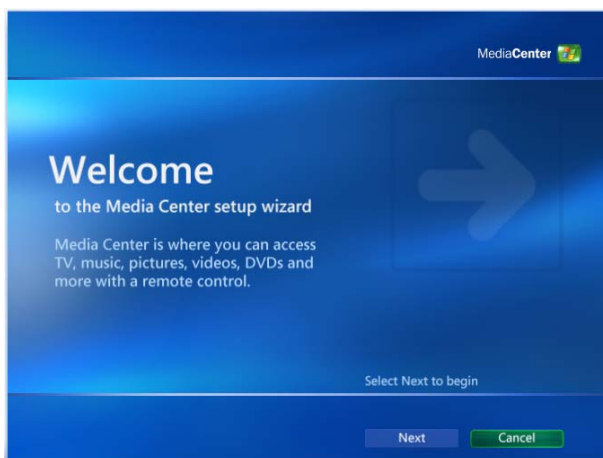 MediaCenter
Welcome
to the Media Center setup wizard
Media Center is where you can access
TV, music, pictures, videos, DVDs and
more with a remote control.
Select Next to begin
Next Cancel